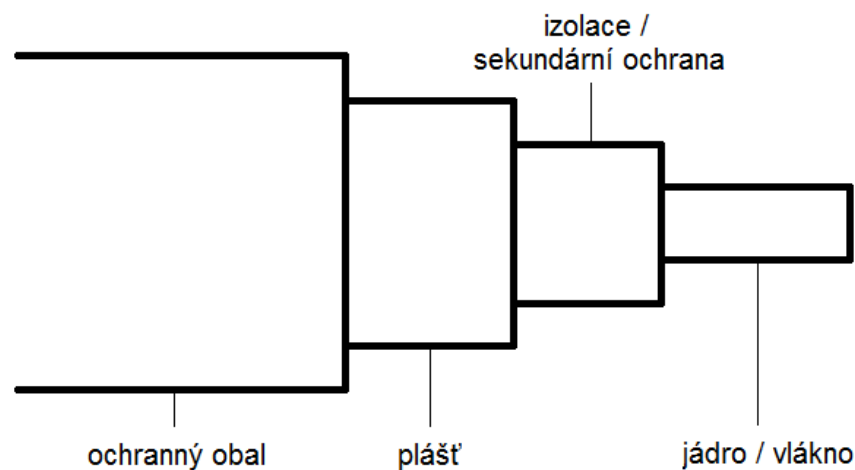 izolace /
sekundární ochrana
ochranný obal
plášť
jádro / vlákno